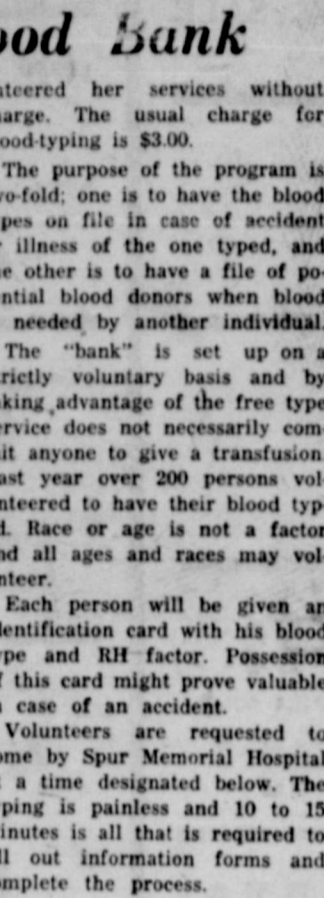 ood Bank
nteered her services without
harge. The usual charge for
ood-typing is $3.00.
The purpose of the program is
wo-fold; one is to have the blood
pes on file in case of accident
r illness of the one typed, and
e other is to have a file of po-
ntial blood donors when blood
needed by another individual.
The "bank" is set up on a
rictly voluntary basis and by
king advantage of the free type
rvice does not necessarily com-
it anyone to give a transfusion
ast year over 200 persons vol-
nteered to have their blood typ-
d. Race or age is not a factor
nd all ages and races may vol-
nteer.
Each person will be given an
dentification card with his blood
ype and RH factor. Possession
f this card might prove valuable
n case of an accident.
Volunteers are requested to
ome by Spur Memorial Hospital
t a time designated below. The
ping is painless and 10 to 15
inutes is all that is required to
ll out information forms and
omplete the process.